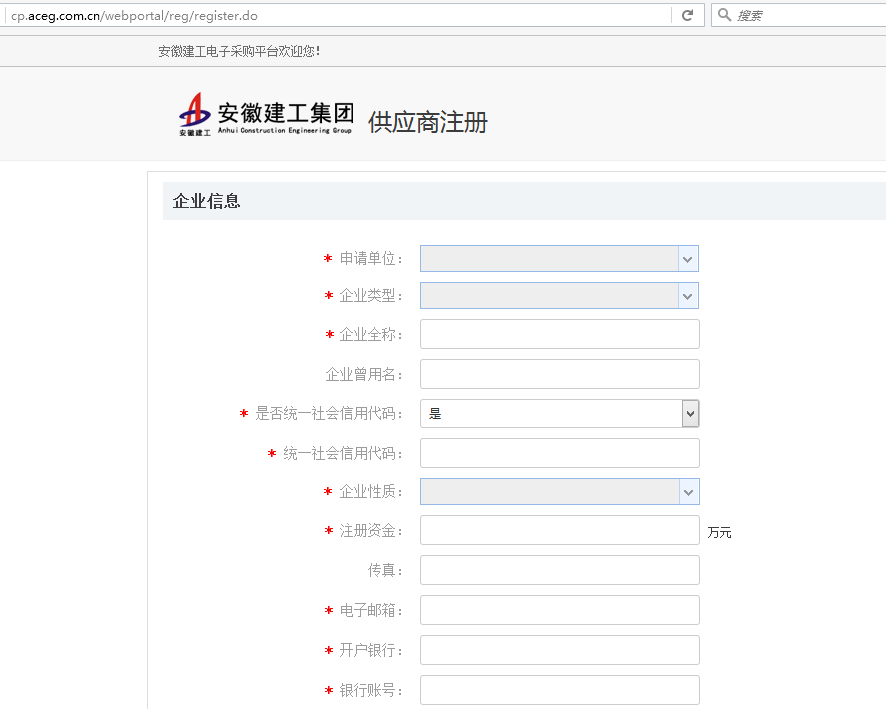 cp.aceg.com.cn/webportal/reg/register.do
搜索
安徽建工电子采购平台欢迎您！
安徽建工
安徽建工集团
Anhui Construction Engineering Group
供应商注册
企业信息
* 申请单位：
* 企业类型：
* 企业全称：
企业曾用名：
* 是否统一社会信用代码： 是
* 统一社会信用代码：
* 企业性质：
* 注册资金： 万元
传真：
* 电子邮箱：
* 开户银行：
* 银行账号：